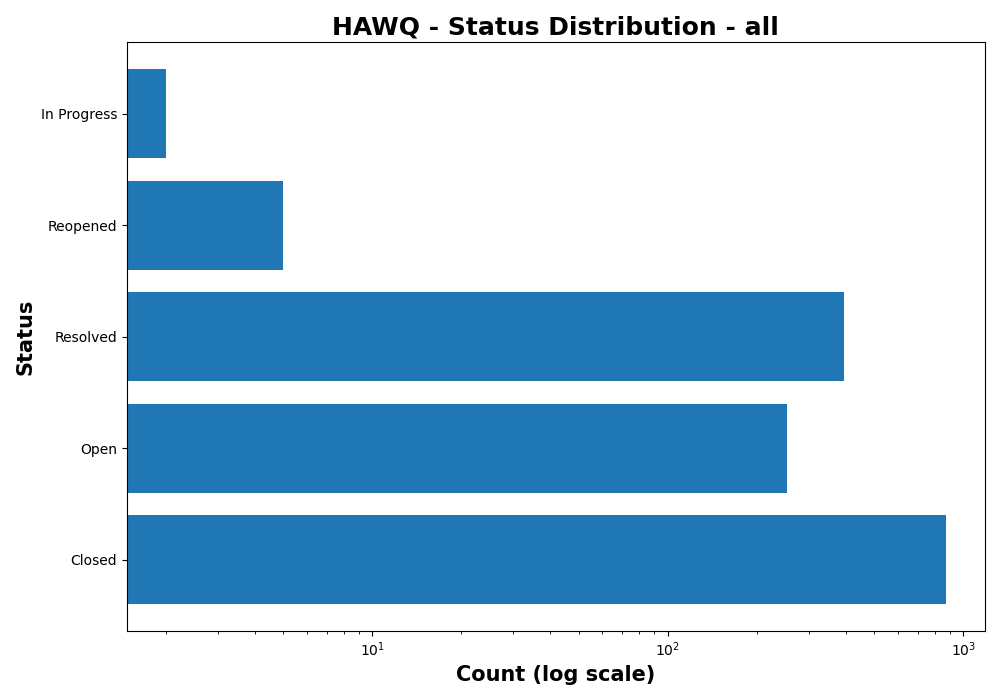 HAWQ - Status Distribution - all
In Progress
Reopened
Resolved
Open
Closed
Status
10¹
10²
10³
Count (log scale)